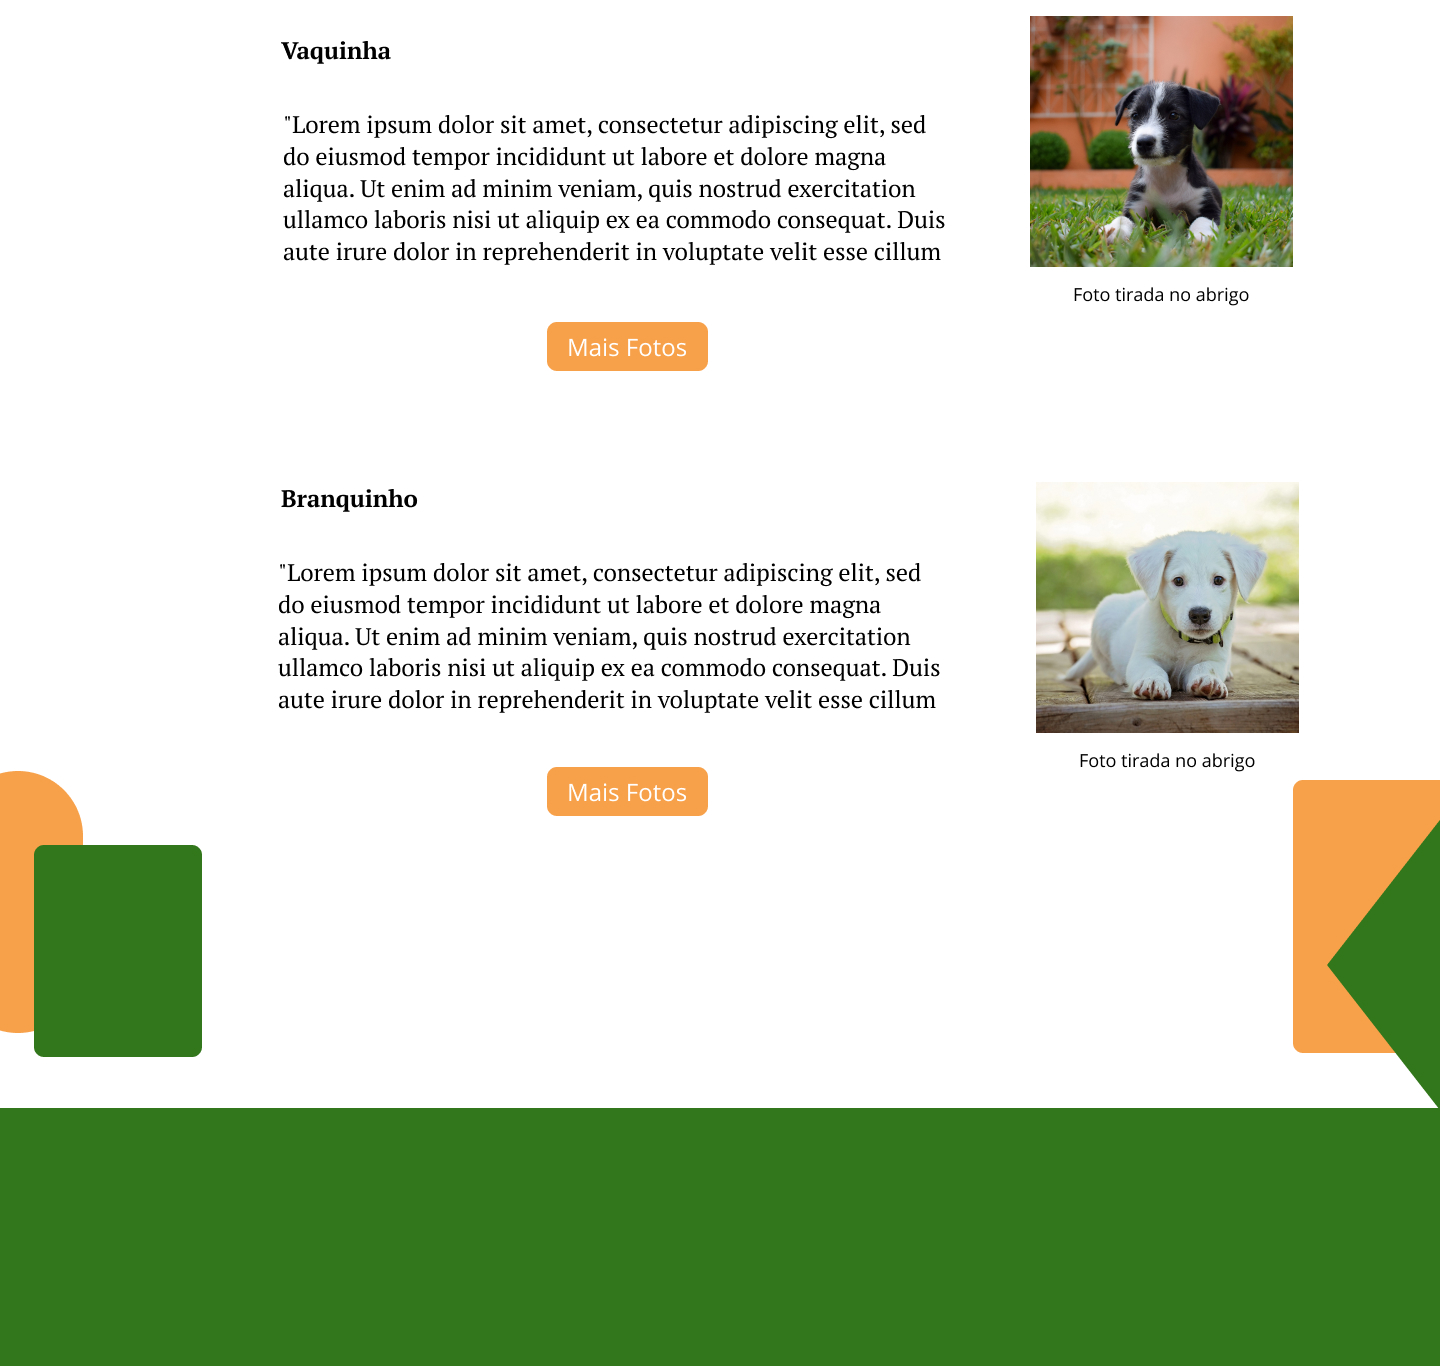 Vaquinha
"Lorem ipsum dolor sit amet, consectetur adipiscing elit, sed
do eiusmod tempor incididunt ut labore et dolore magna
aliqua. Ut enim ad minim veniam, quis nostrud exercitation
ullamco laboris nisi ut aliquip ex ea commodo consequat. Duis
aute irure dolor in reprehenderit in voluptate velit esse cillum
Foto tirada no abrigo
Mais Fotos
Branquinho
"Lorem ipsum dolor sit amet, consectetur adipiscing elit, sed
do eiusmod tempor incididunt ut labore et dolore magna
aliqua. Ut enim ad minim veniam, quis nostrud exercitation
ullamco laboris nisi ut aliquip ex ea commodo consequat. Duis
aute irure dolor in reprehenderit in voluptate velit esse cillum
Foto tirada no abrigo
Mais Fotos